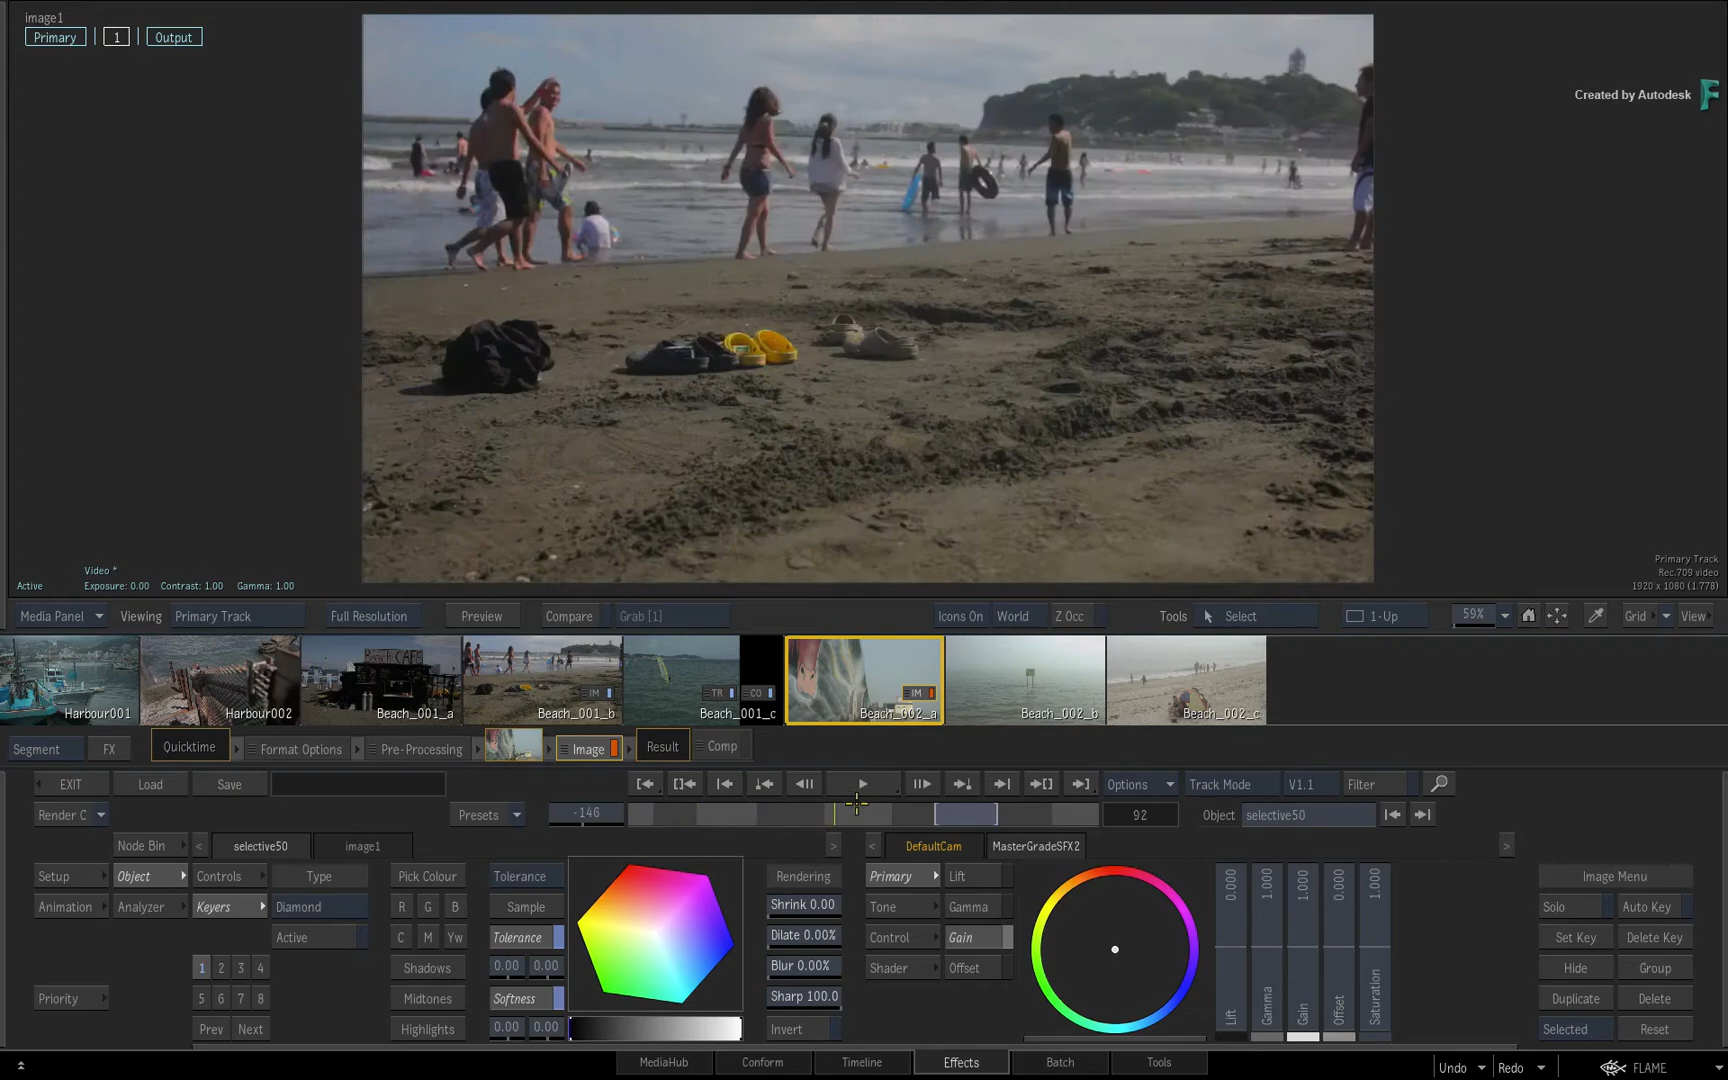 image1
Primary
1
Output
Created by Autodesk
Active
Video *
Exposure: 0.00 Contrast: 1.00 Gamma: 1.00
Primary Track
Rec.709 video
1920 x 1080 (1.778)
Media Panel Viewing Primary Track Full Resolution Preview Compare Grab [1] Icons On World Z Occ Tools Select 1-Up 59% Grid View
Beach CAFE
IM TR CO IM
Harbour001 Harbour002 Beach_001_a Beach_001_b Beach_001_c Beach_002_a Beach_002_b Beach_002_c
Segment FX Quicktime Format Options Pre-Processing Image Result Comp
EXIT Load Save Options Track Mode V1.1 Filter
Render C Presets -146 92 Object selective50
Node Bin < selective50 image1 > < DefaultCam MasterGradeSFX2 >
Setup Object Controls Type Pick Colour Tolerance Rendering Primary Lift Image Menu
Animation Analyzer Keyers Diamond R G B Sample Shrink 0.00 Tone Gamma Solo Auto Key
Active C M Yw Tolerance Dilate 0.00% Control Gain Set Key Delete Key
1 2 3 4 Shadows 0.00 0.00 Blur 0.00% Shader Offset Hide Group
Priority 5 6 7 8 Midtones Softness Sharp 100.0 Duplicate Delete
Prev Next Highlights 0.00 0.00 Invert Selected Reset
0.000 1.000 1.000 0.000 1.000
Lift Gamma Gain Offset Saturation
MediaHub Conform Timeline Effects Batch Tools Undo Redo FLAME